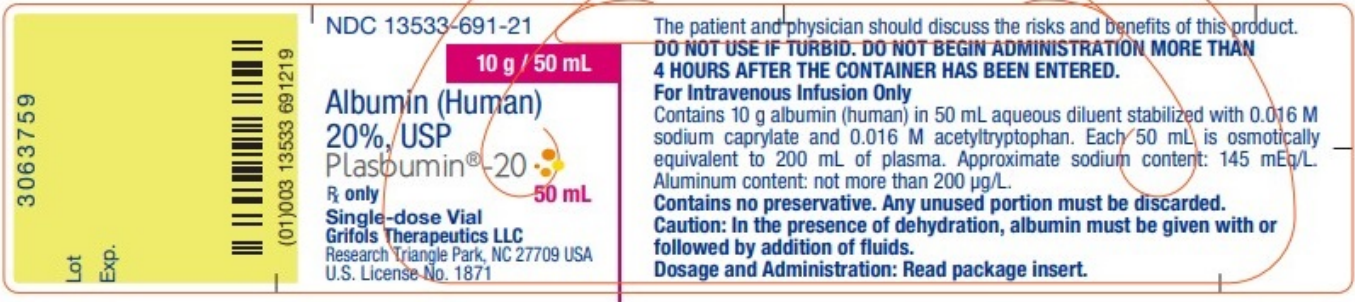 3063759
Lot
Exp.
(01)003 13533 691219
NDC 13533-691-21
10 g / 50 mL
Albumin (Human)
20%, USP
Plasbumin®-20
℞ only
50 mL
Single-dose Vial
Grifols Therapeutics LLC
Research Triangle Park, NC 27709 USA
U.S. License No. 1871
The patient and physician should discuss the risks and benefits of this product.
DO NOT USE IF TURBID. DO NOT BEGIN ADMINISTRATION MORE THAN
4 HOURS AFTER THE CONTAINER HAS BEEN ENTERED.
For Intravenous Infusion Only
Contains 10 g albumin (human) in 50 mL aqueous diluent stabilized with 0.016 M
sodium caprylate and 0.016 M acetyltryptophan. Each 50 mL is osmotically
equivalent to 200 mL of plasma. Approximate sodium content: 145 mEq/L.
Aluminum content: not more than 200 µg/L.
Contains no preservative. Any unused portion must be discarded.
Caution: In the presence of dehydration, albumin must be given with or
followed by addition of fluids.
Dosage and Administration: Read package insert.